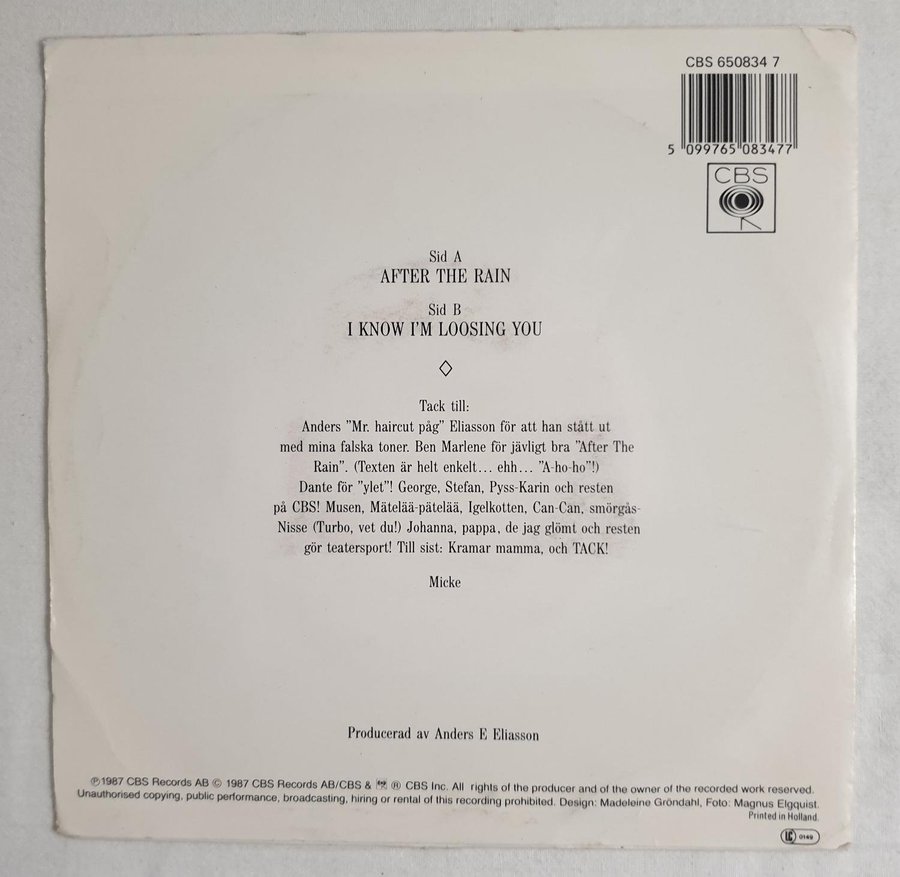 CBS 650834 7
5 099765 083477
CBS
Sid A
AFTER THE RAIN
Sid B
I KNOW I'M LOOSING YOU
Tack till:
Anders "Mr. haircut påg" Eliasson för att han stått ut
med mina falska toner. Ben Marlene för jävligt bra "After The
Rain". (Texten är helt enkelt... ehh... "A-ho-ho"!)
Dante för "ylet"! George, Stefan, Pyss-Karin och resten
på CBS! Musen, Mätelää-pätelää, Igelkotten, Can-Can, smörgås-
Nisse (Turbo, vet du!) Johanna, pappa, de jag glömt och resten
gör teatersport! Till sist: Kramar mamma, och TACK!
Micke
Producerad av Anders E Eliasson
℗1987 CBS Records AB © 1987 CBS Records AB/CBS & ® CBS Inc. All rights of the producer and of the owner of the recorded work reserved.
Unauthorised copying, public performance, broadcasting, hiring or rental of this recording prohibited. Design: Madeleine Gröndahl, Foto: Magnus Elgquist.
Printed in Holland.
LC 0149